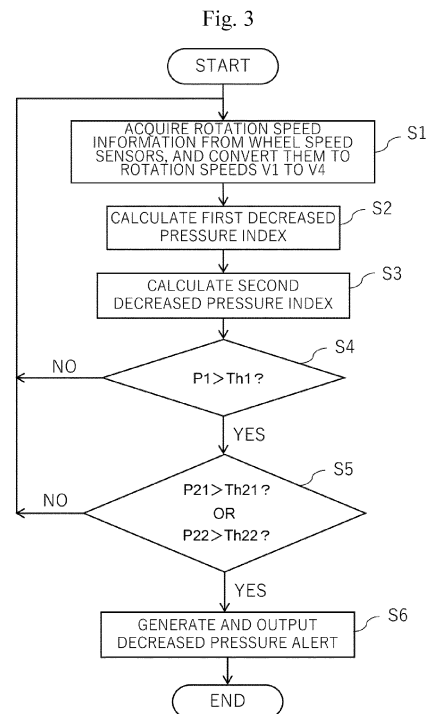 Fig. 3
START
ACQUIRE ROTATION SPEED
INFORMATION FROM WHEEL SPEED
SENSORS, AND CONVERT THEM TO
ROTATION SPEEDS V1 TO V4
S1
CALCULATE FIRST DECREASED
PRESSURE INDEX
S2
CALCULATE SECOND
DECREASED PRESSURE INDEX
S3
P1>Th1?
S4
NO
YES
P21>Th21?
OR
P22>Th22?
S5
NO
YES
GENERATE AND OUTPUT
DECREASED PRESSURE ALERT
S6
END